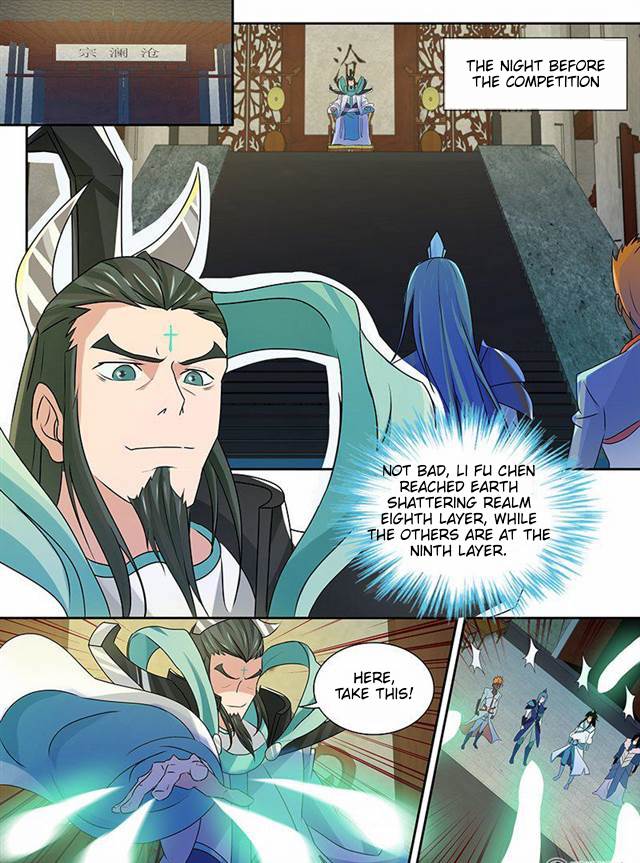 宗澜沧
沧
THE NIGHT BEFORE
THE COMPETITION
NOT BAD, LI FU CHEN
REACHED EARTH
SHATTERING REALM
EIGHTH LAYER, WHILE
THE OTHERS ARE AT THE
NINTH LAYER.
HERE,
TAKE THIS!